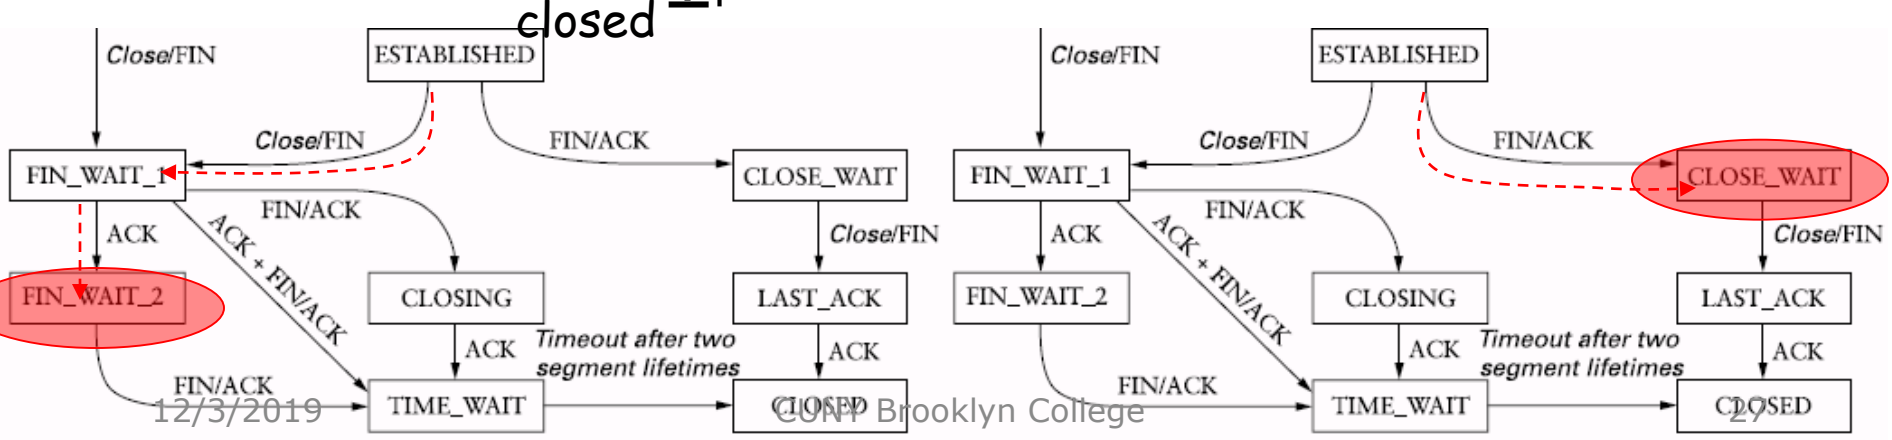 closed
Close/FIN
ESTABLISHED
Close/FIN
FIN/ACK
FIN_WAIT_1
CLOSE_WAIT
FIN/ACK
ACK
ACK + FIN/ACK
Close/FIN
FIN_WAIT_2
CLOSING
LAST_ACK
ACK
Timeout after two
segment lifetimes
ACK
FIN/ACK
TIME_WAIT
CLOSED
Close/FIN
ESTABLISHED
Close/FIN
FIN/ACK
FIN_WAIT_1
CLOSE_WAIT
FIN/ACK
ACK
ACK + FIN/ACK
Close/FIN
FIN_WAIT_2
CLOSING
LAST_ACK
ACK
Timeout after two
segment lifetimes
ACK
FIN/ACK
TIME_WAIT
CLOSED
12/3/2019
CUNY Brooklyn College
27